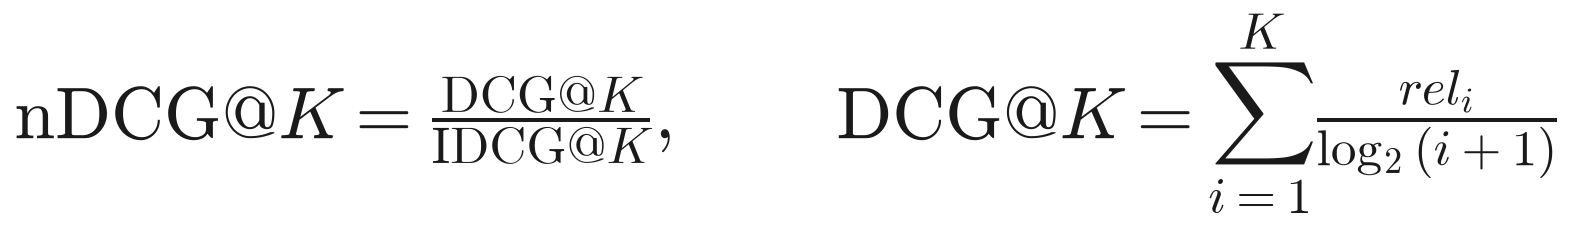 nDCG@K = DCG@K / IDCG@K, DCG@K = ∑_{i=1}^{K} rel_i / log_2 (i + 1)